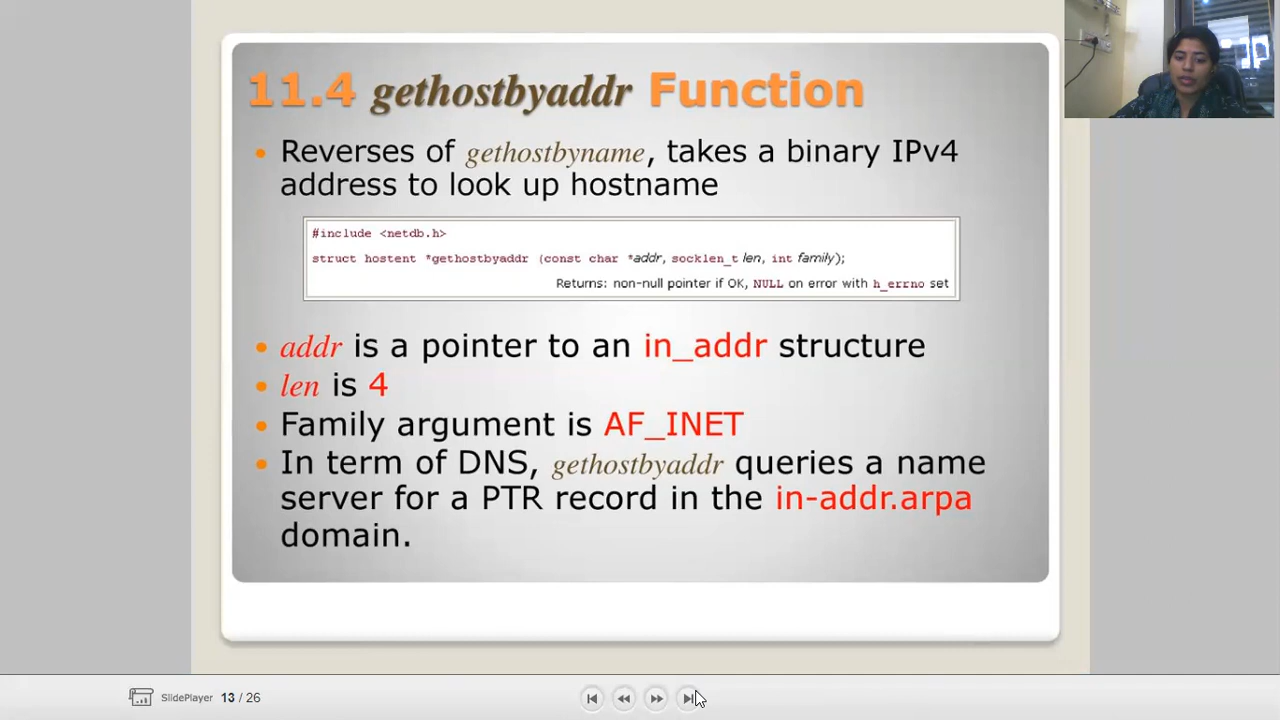 11.4 gethostbyaddr Function
• Reverses of gethostbyname, takes a binary IPv4
address to look up hostname
#include <netdb.h>
struct hostent *gethostbyaddr (const char *addr, socklen_t len, int family);
Returns: non-null pointer if OK, NULL on error with h_errno set
• addr is a pointer to an in_addr structure
• len is 4
• Family argument is AF_INET
• In term of DNS, gethostbyaddr queries a name
server for a PTR record in the in-addr.arpa
domain.
SlidePlayer 13 / 26